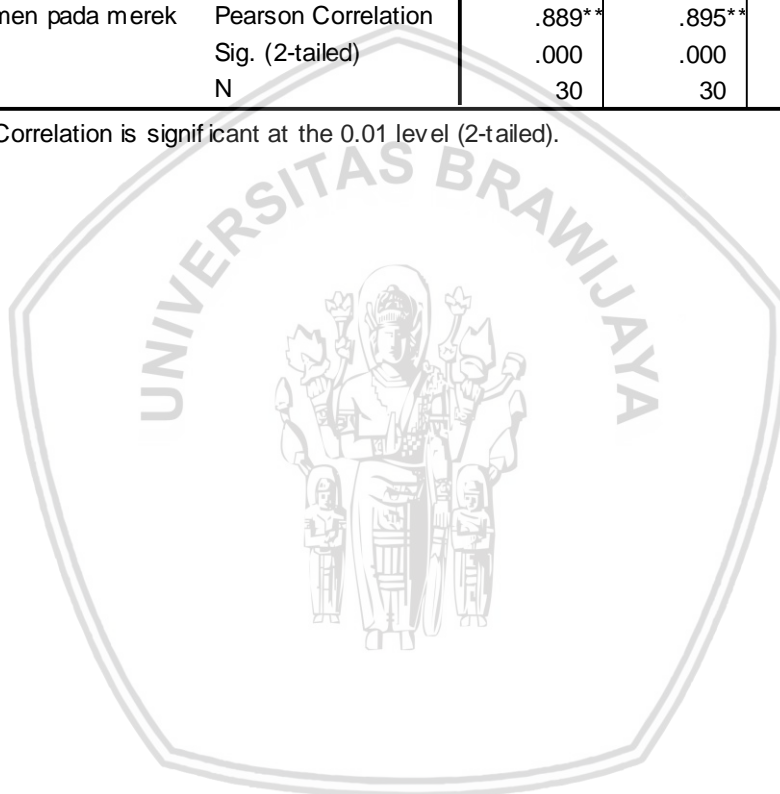 men pada merek Pearson Correlation .889** .895**
Sig. (2-tailed) .000 .000
N 30 30
Correlation is significant at the 0.01 level (2-tailed).
UNIVERSITAS BRAWIJAYA